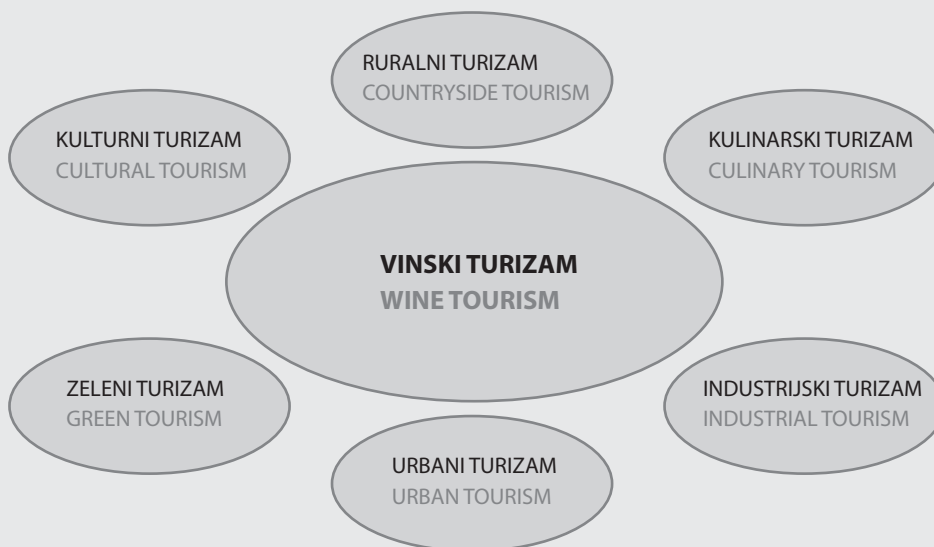 RURALNI TURIZAM
COUNTRYSIDE TOURISM
KULTURNI TURIZAM
CULTURAL TOURISM
KULINARSKI TURIZAM
CULINARY TOURISM
VINSKI TURIZAM
WINE TOURISM
ZELENI TURIZAM
GREEN TOURISM
INDUSTRIJSKI TURIZAM
INDUSTRIAL TOURISM
URBANI TURIZAM
URBAN TOURISM